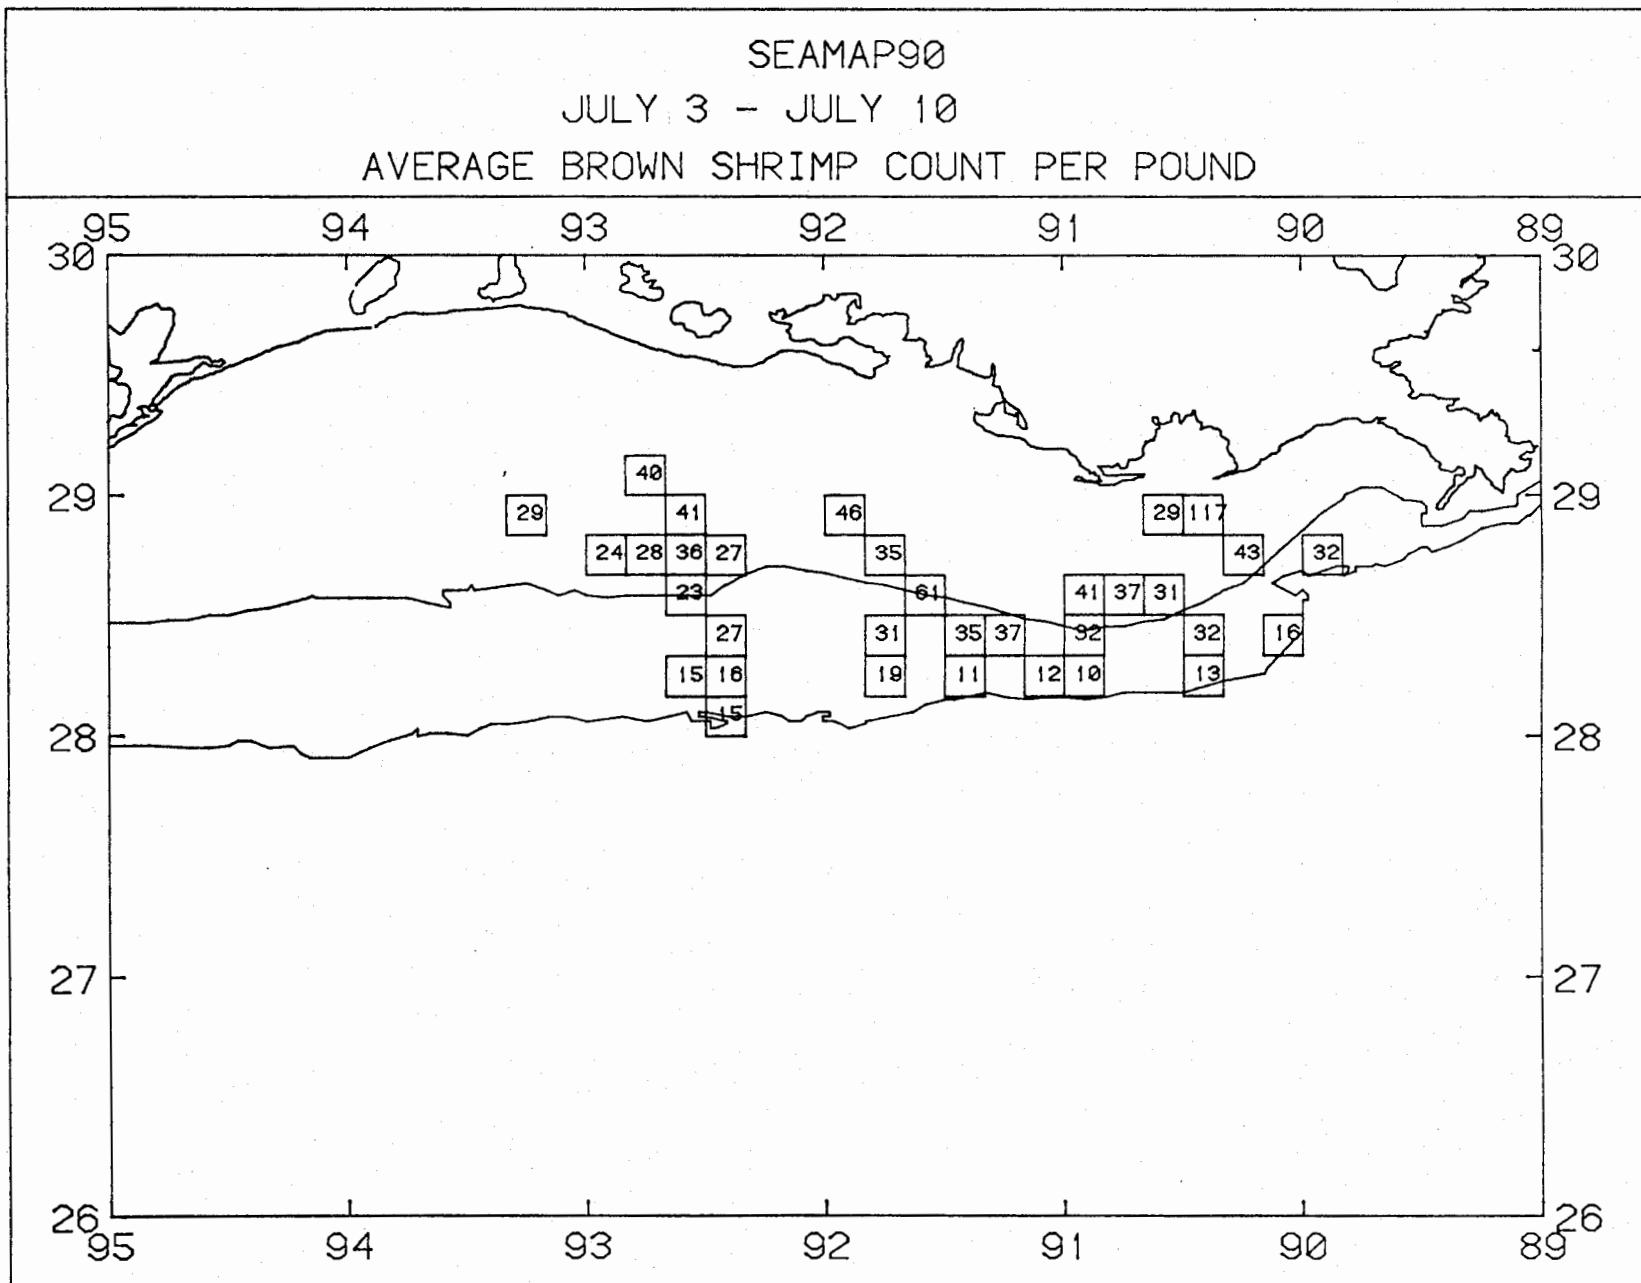 SEAMAP90
JULY 3 - JULY 10
AVERAGE BROWN SHRIMP COUNT PER POUND
95 94 93 92 91 90 89
30 30
40
29 29
29 41 46 29 117
24 28 36 27 35 43 32
23 61 41 37 31
27 31 35 37 32 32 16
15 16 19 11 12 10 13
15
28 28
27 27
26 26
95 94 93 92 91 90 89